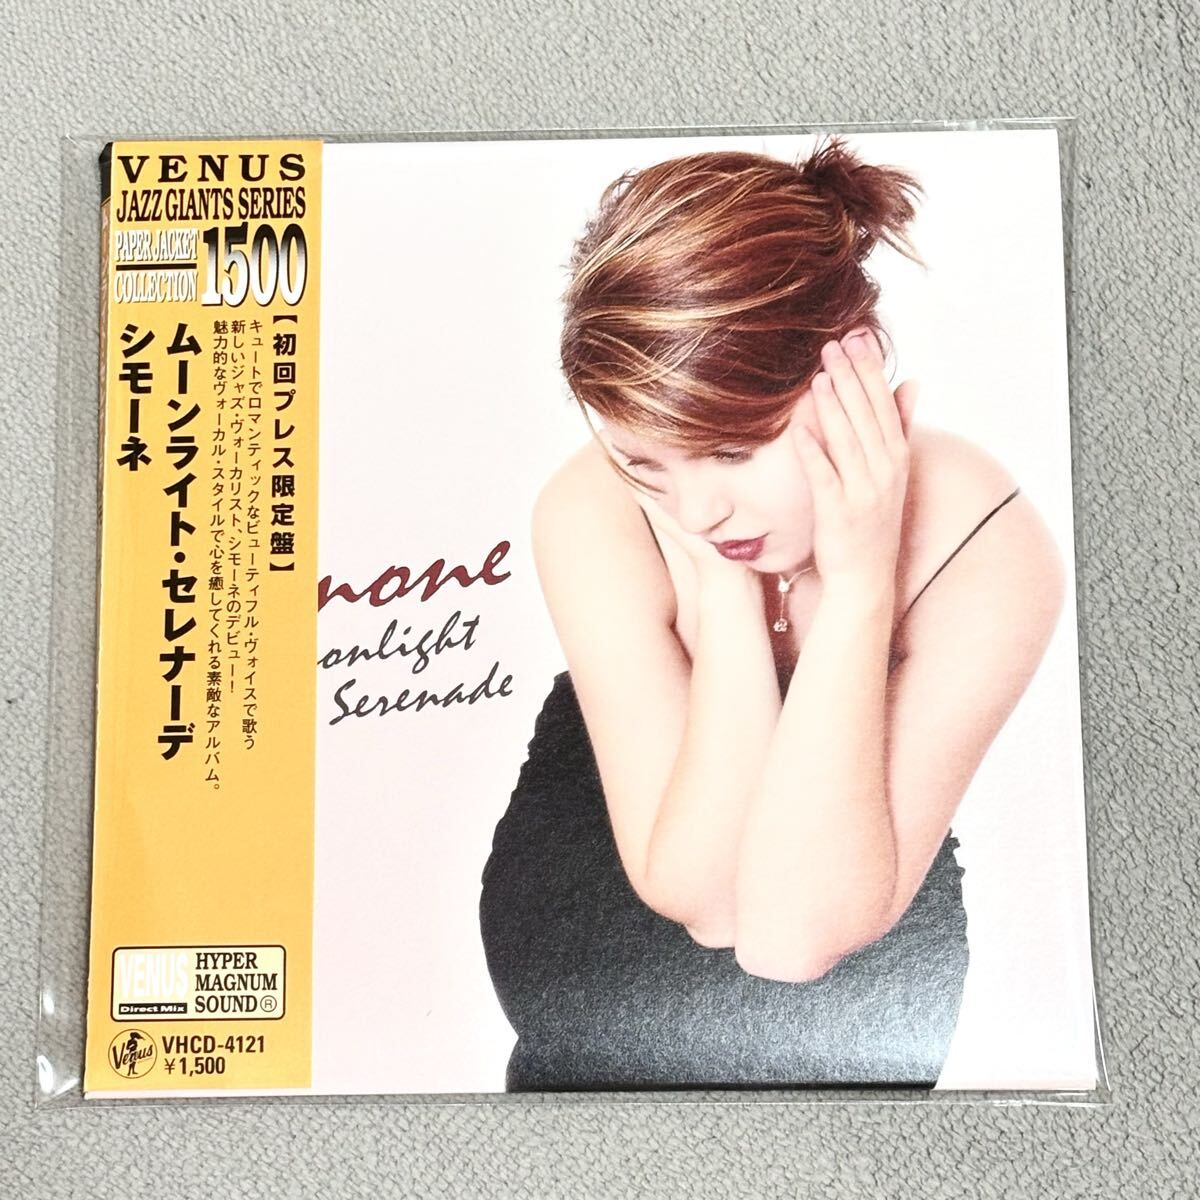 VENUS
JAZZ GIANTS SERIES
PAPER JACKET
COLLECTION
1500
【初回プレス限定盤】
キュートでロマンティックなビューティフル・ヴォイスで歌う
新しいジャズ・ヴォーカリスト、シモーネのデビュー!
魅力的なヴォーカル・スタイルで心を癒してくれる素敵なアルバム。
ムーンライト・セレナーデ
シモーネ
none
onlight
Serenade
VENUS
Direct Mix
HYPER
MAGNUM
SOUND®
Venus
VHCD-4121
¥1,500